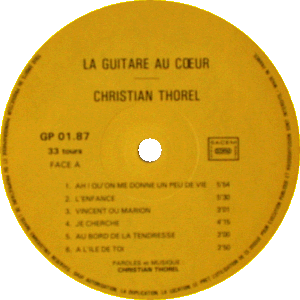 LA GUITARE AU CŒUR
CHRISTIAN THOREL
GP 01.87
33 tours
FACE A
SACEM
1. AH ! QU'ON ME DONNE UN PEU DE VIE 5'54
2. L'ENFANCE 5'30
3. VINCENT OU MARION 3'01
4. JE CHERCHE 4'15
5. AU BORD DE LA TENDRESSE 3'00
6. A L'ILE DE TOI 3'50
PAROLES et MUSIQUE :
CHRISTIAN THOREL